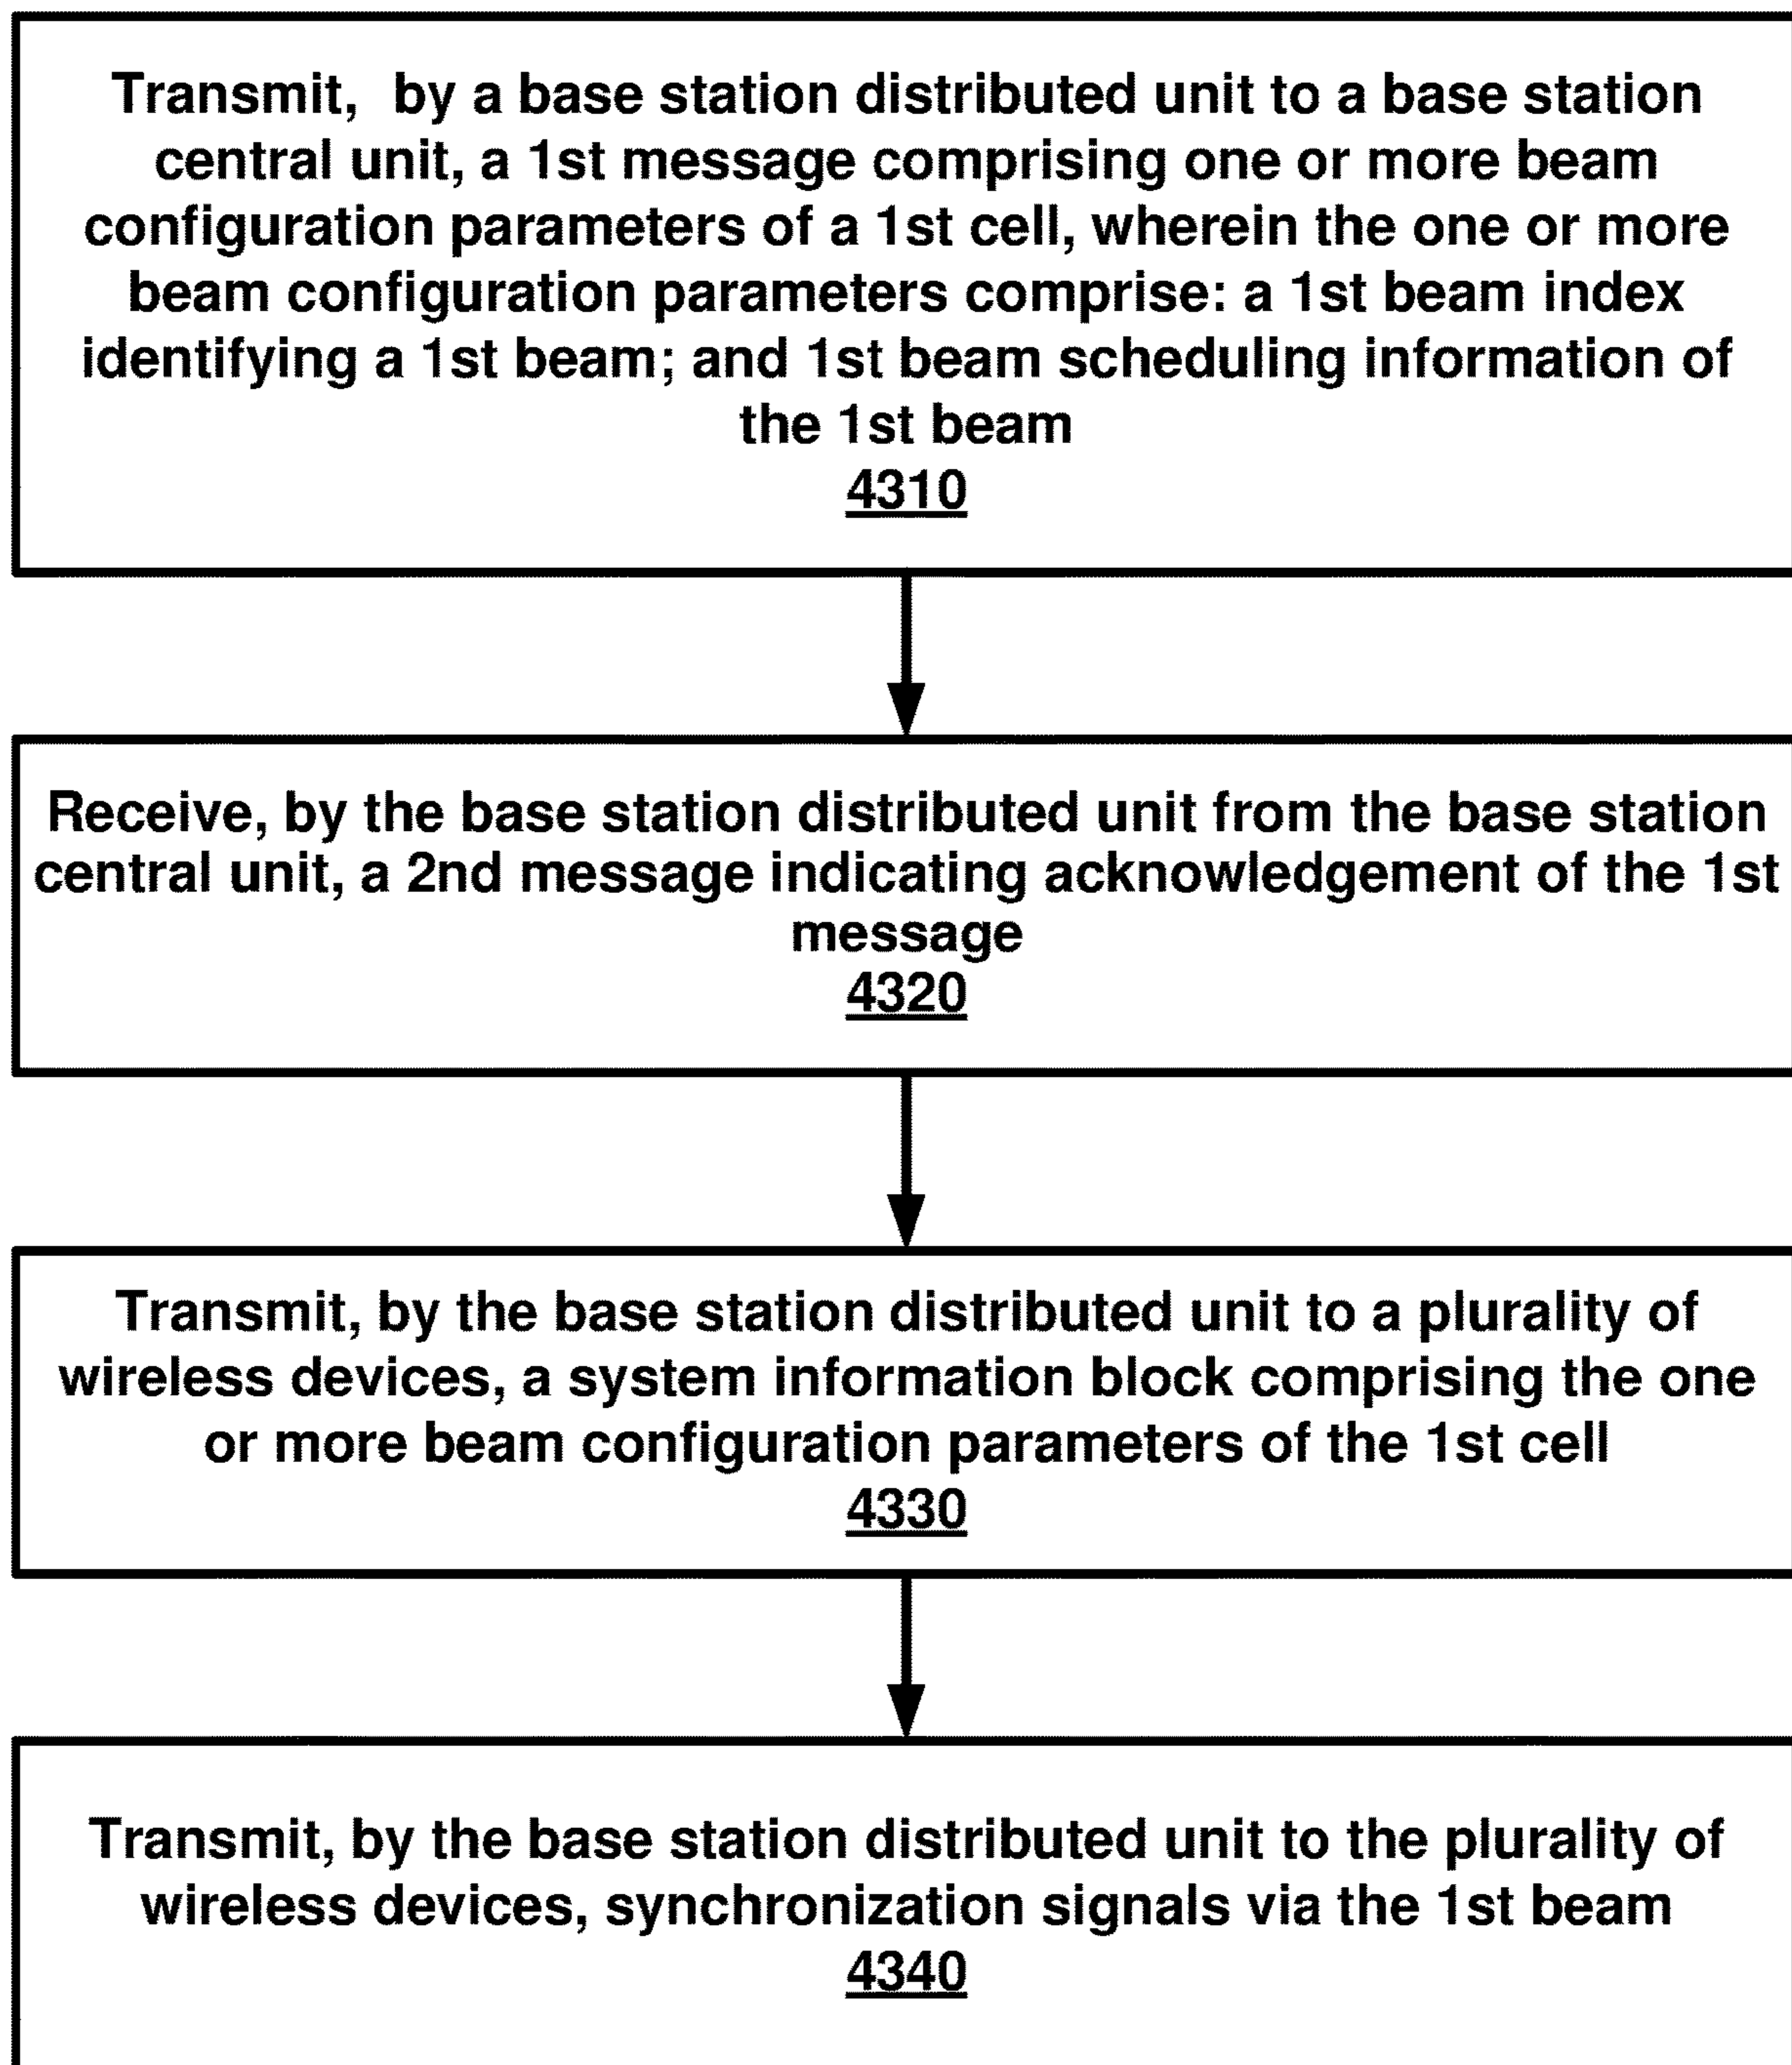 Transmit, by a base station distributed unit to a base station
central unit, a 1st message comprising one or more beam
configuration parameters of a 1st cell, wherein the one or more
beam configuration parameters comprise: a 1st beam index
identifying a 1st beam; and 1st beam scheduling information of
the 1st beam
4310
Receive, by the base station distributed unit from the base station
central unit, a 2nd message indicating acknowledgement of the 1st
message
4320
Transmit, by the base station distributed unit to a plurality of
wireless devices, a system information block comprising the one
or more beam configuration parameters of the 1st cell
4330
Transmit, by the base station distributed unit to the plurality of
wireless devices, synchronization signals via the 1st beam
4340